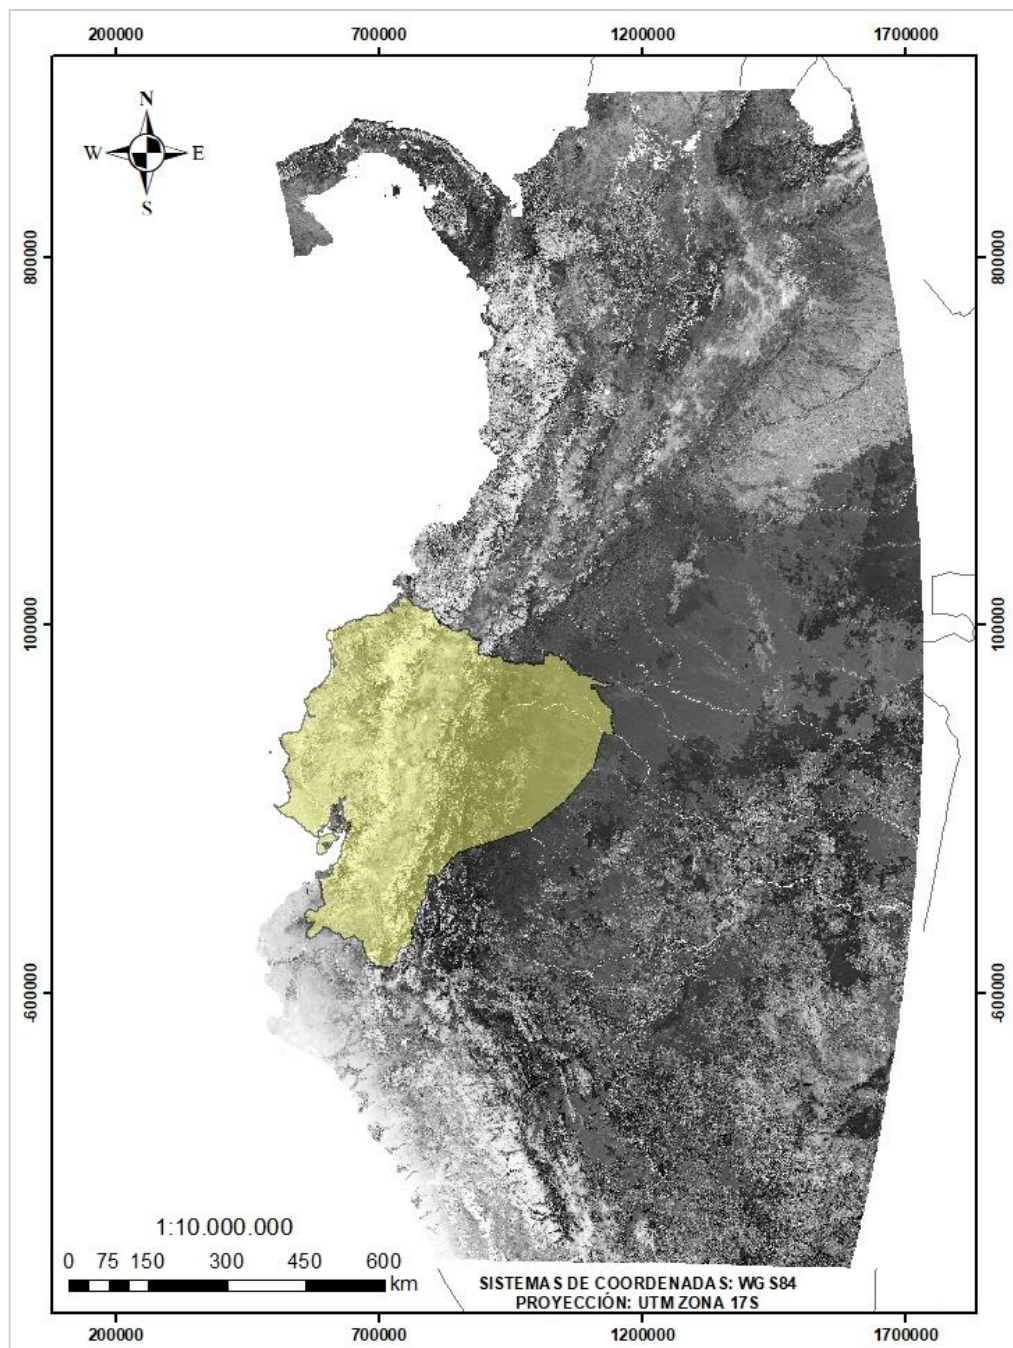 200000 700000 1200000 1700000
N
W E
S
800000 800000
100000 100000
-600000 -600000
1:10.000.000
0 75 150 300 450 600
km
SISTEMAS DE COORDENADAS: WGS84
PROYECCIÓN: UTM ZONA 17S
200000 700000 1200000 1700000